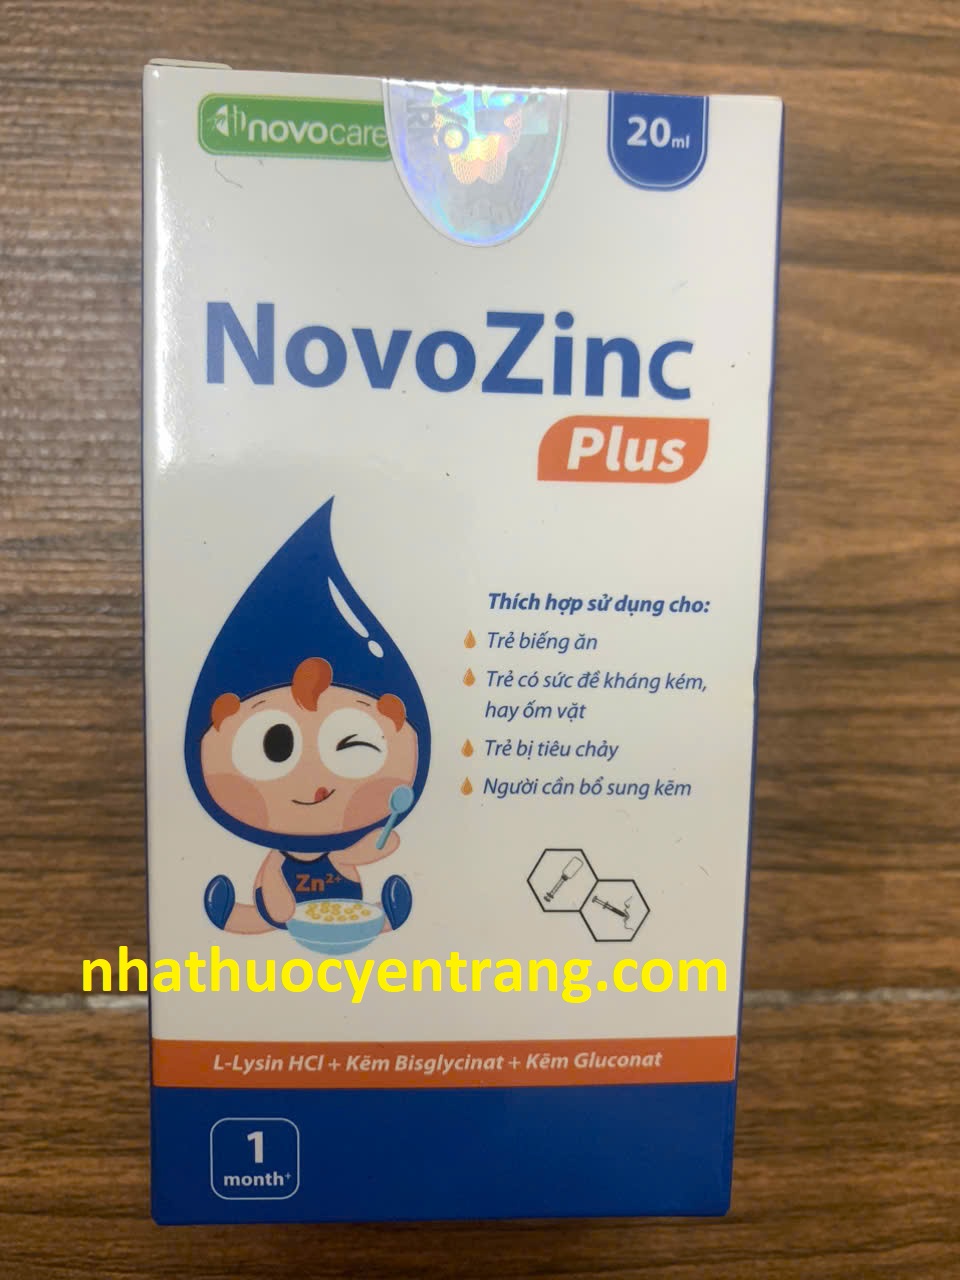 novocare
20ml
NovoZinc
Plus
Thích hợp sử dụng cho:
Trẻ biếng ăn
Trẻ có sức đề kháng kém,
hay ốm vặt
Trẻ bị tiêu chảy
Người cần bổ sung kẽm
Zn²⁺
nhathuocyentrang.com
L-Lysin HCl + Kẽm Bisglycinat + Kẽm Gluconat
1
month⁺